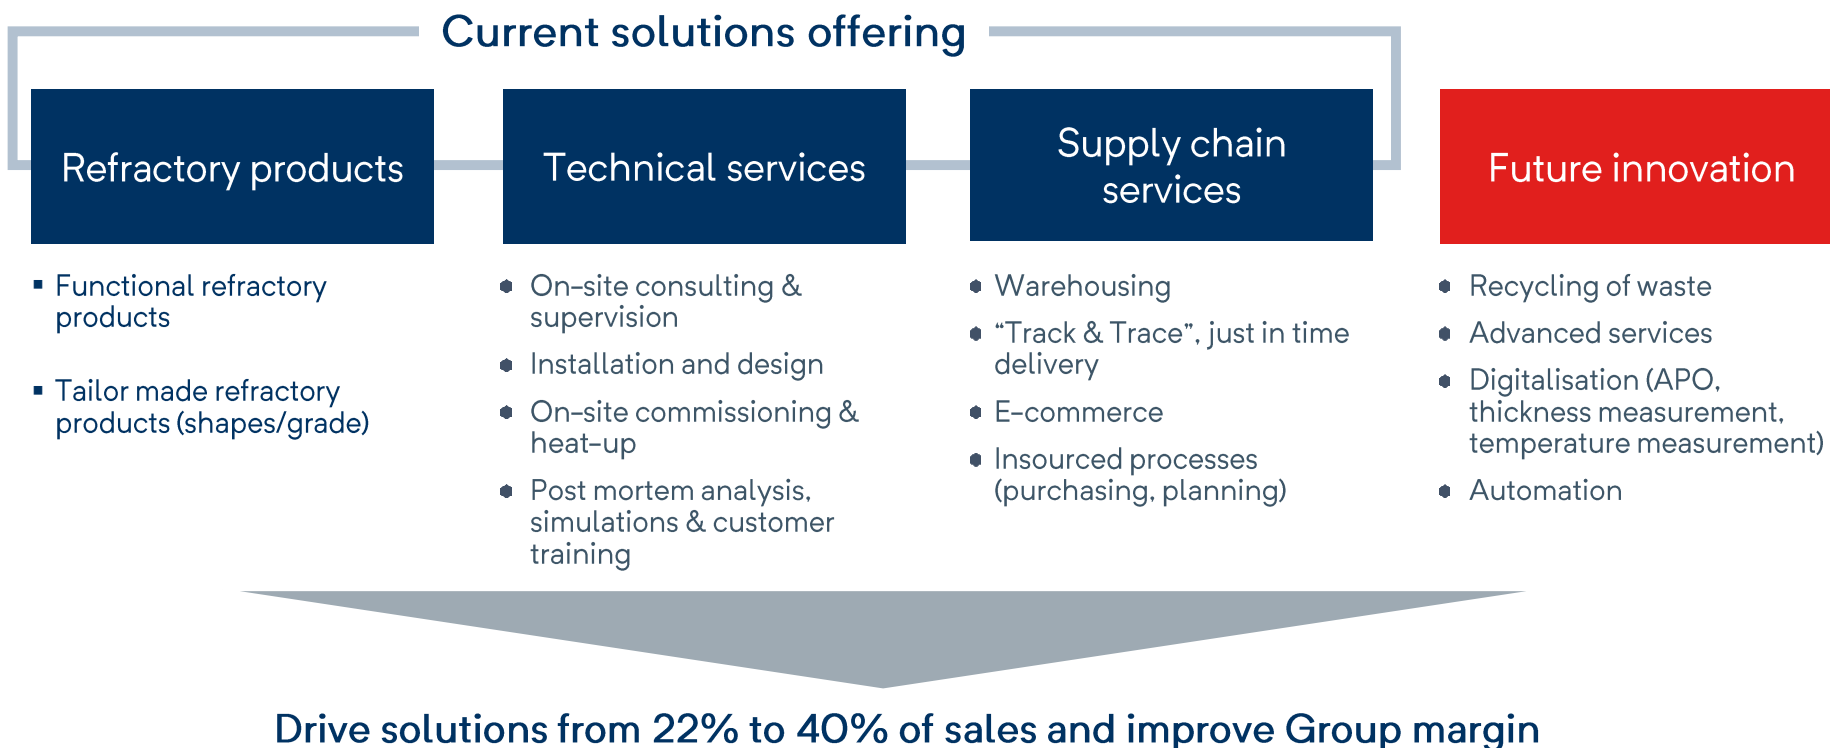 Current solutions offering
Refractory products
Functional refractory
products
Tailor made refractory
products (shapes/grade)
Technical services
On-site consulting &
supervision
Installation and design
On-site commissioning &
heat-up
Post mortem analysis,
simulations & customer
training
Supply chain
services
Warehousing
“Track & Trace”, just in time
delivery
E-commerce
Insourced processes
(purchasing, planning)
Future innovation
Recycling of waste
Advanced services
Digitalisation (APO,
thickness measurement,
temperature measurement)
Automation
Drive solutions from 22% to 40% of sales and improve Group margin